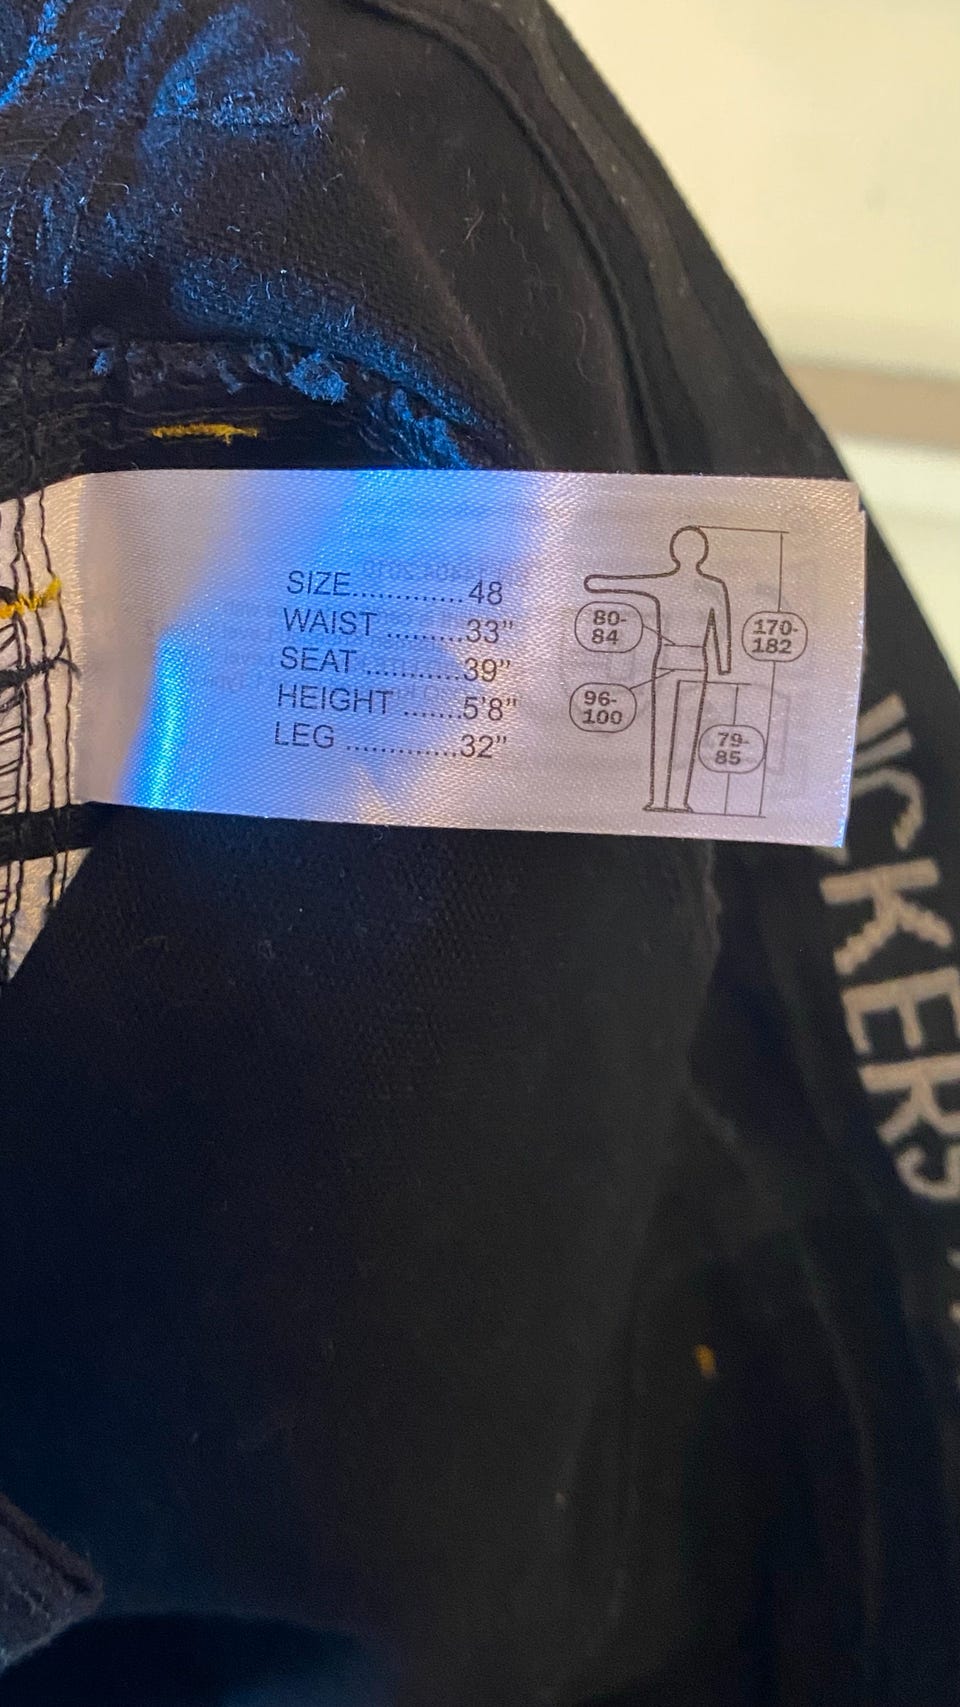 SIZE.............48
WAIST .........33"
SEAT ...........39"
HEIGHT .......5'8"
LEG .............32"
80-
84
170-
182
96-
100
79-
85
CKERS